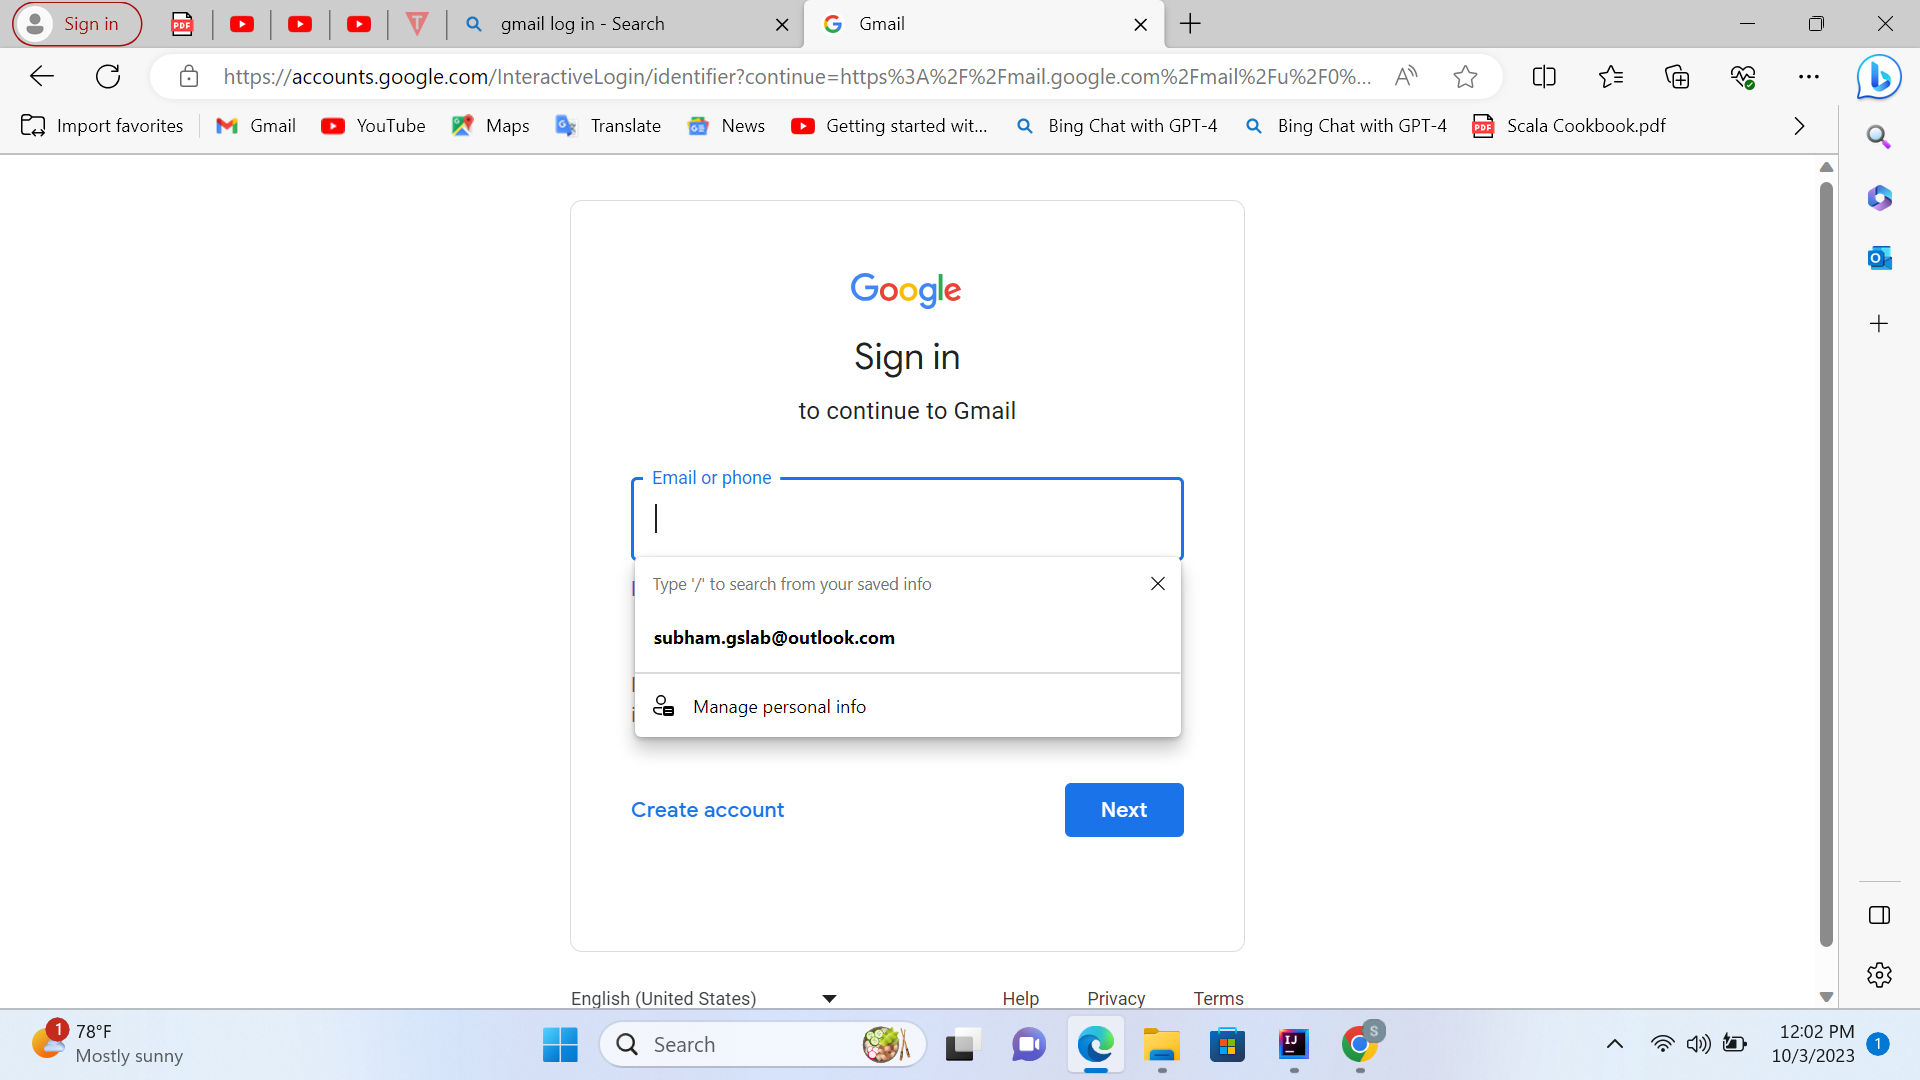 Sign in
gmail log in - Search
Gmail
https://accounts.google.com/InteractiveLogin/identifier?continue=https%3A%2F%2Fmail.google.com%2Fmail%2Fu%2F0%...
Import favorites
Gmail
YouTube
Maps
Translate
News
Getting started wit...
Bing Chat with GPT-4
Bing Chat with GPT-4
Scala Cookbook.pdf
Google
Sign in
to continue to Gmail
Email or phone
Type '/' to search from your saved info
subham.gslab@outlook.com
Manage personal info
Create account
Next
English (United States)
Help
Privacy
Terms
1
78°F
Mostly sunny
Search
S
12:02 PM
10/3/2023
1